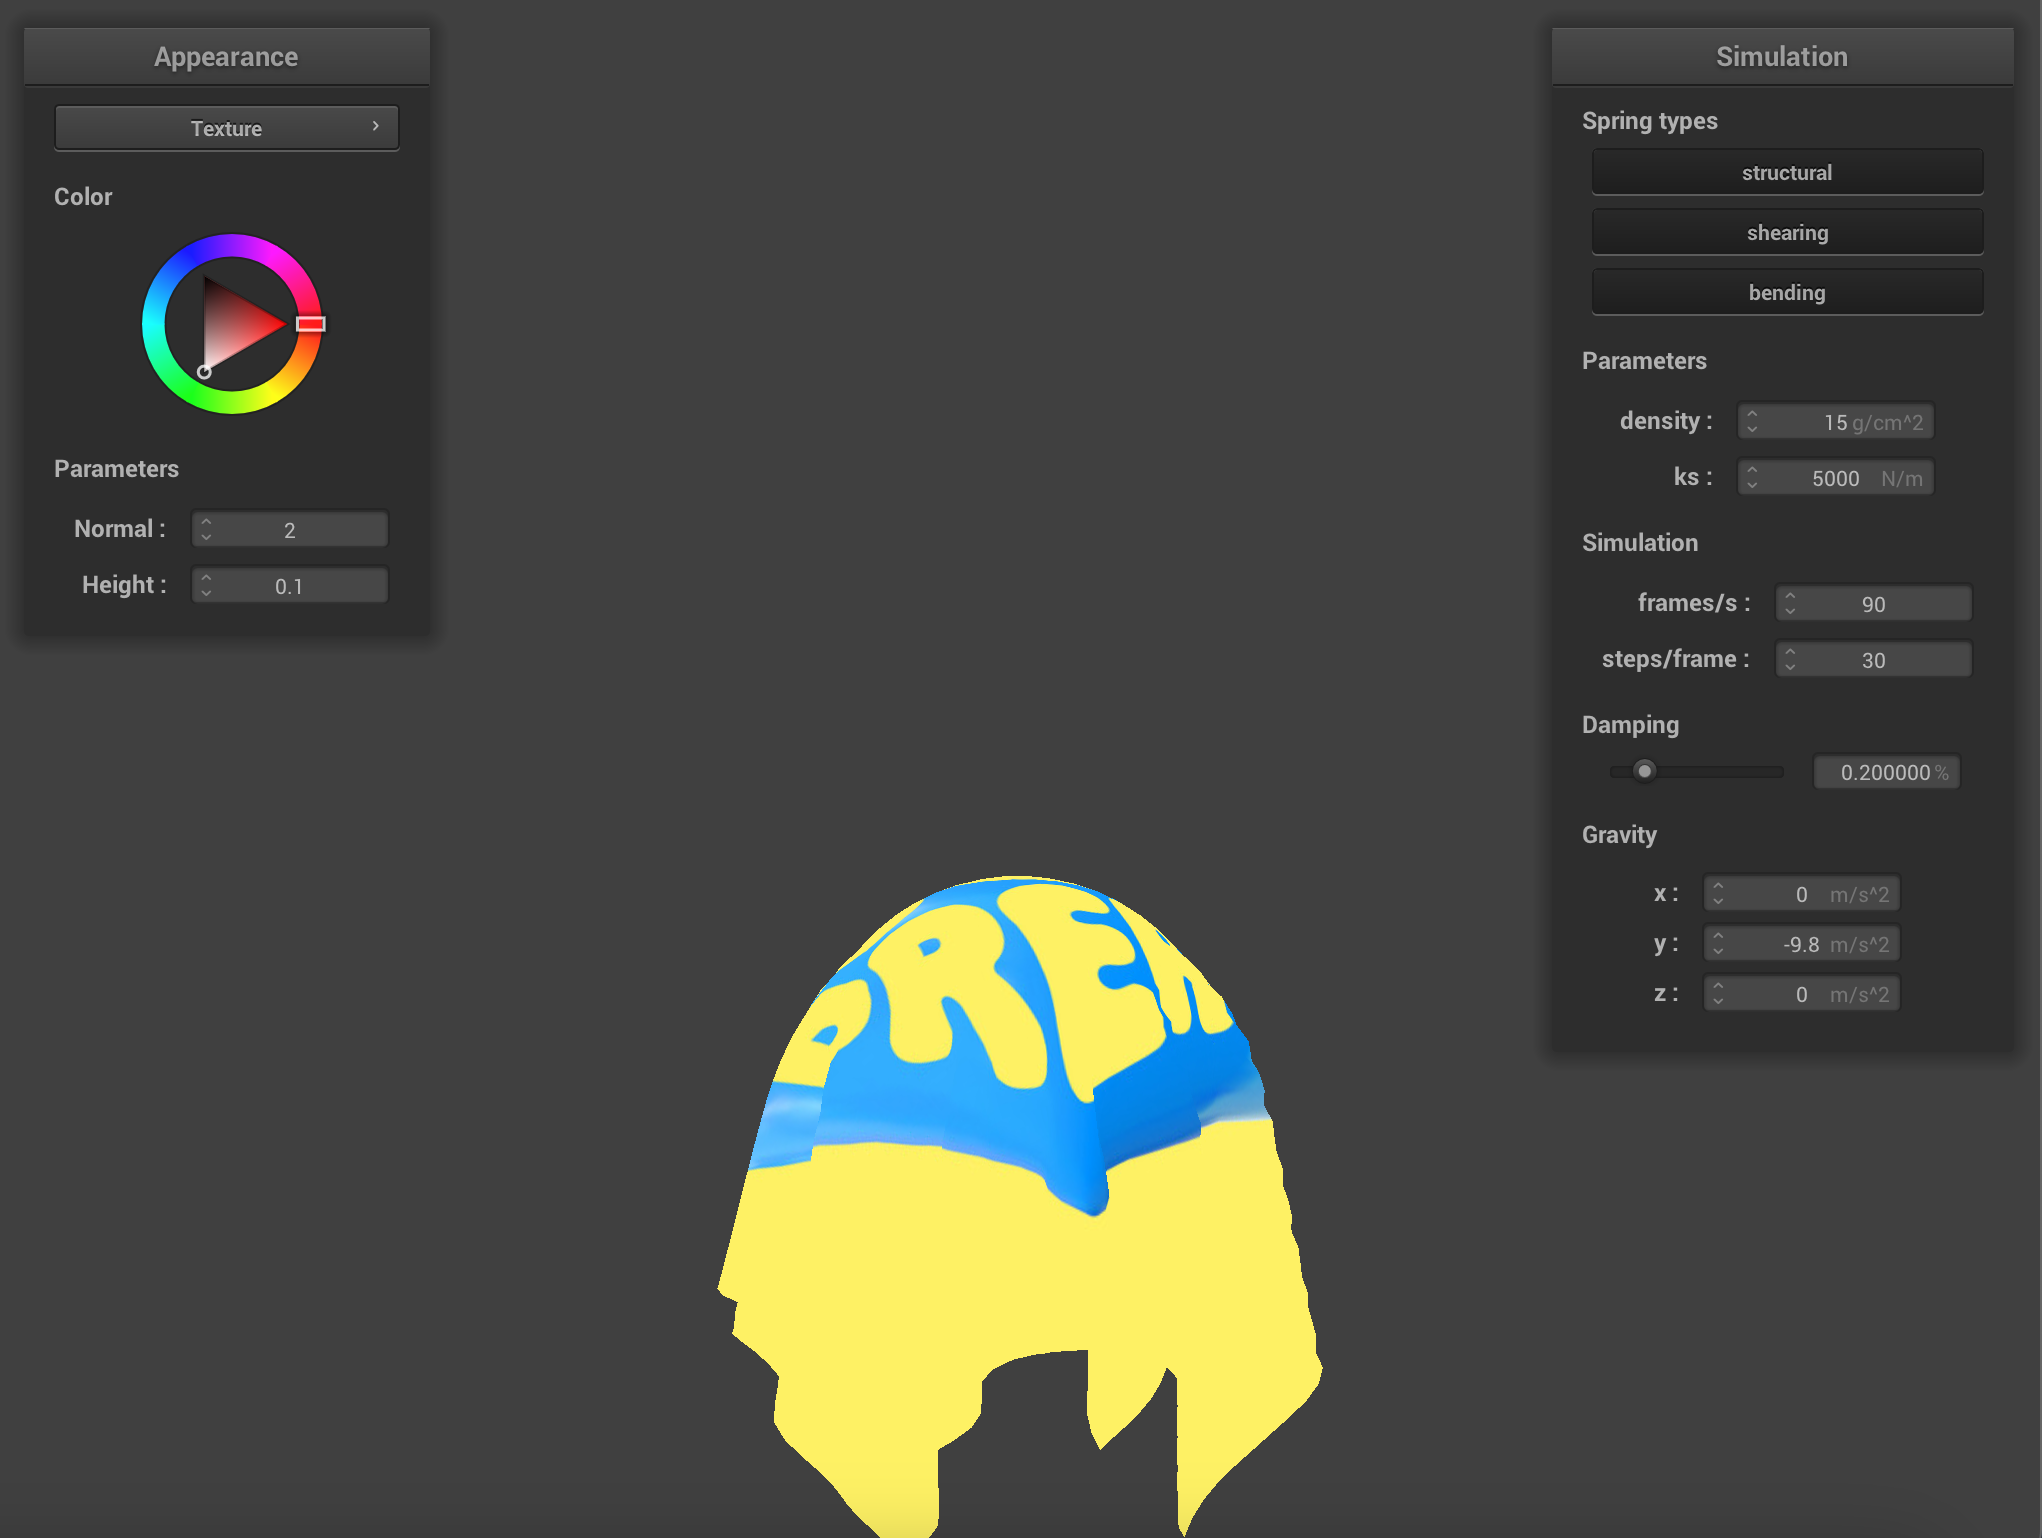 Appearance
Texture
Color
Parameters
Normal : 2
Height : 0.1
Simulation
Spring types
structural
shearing
bending
Parameters
density : 15 g/cm^2
ks : 5000 N/m
Simulation
frames/s : 90
steps/frame : 30
Damping
0.200000 %
Gravity
x : 0 m/s^2
y : -9.8 m/s^2
z : 0 m/s^2
PREM